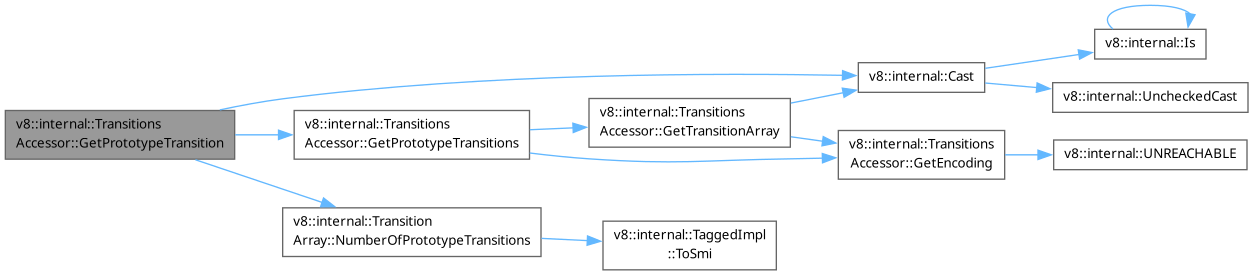 v8::internal::Is
v8::internal::Cast
v8::internal::UncheckedCast
v8::internal::Transitions
Accessor::GetPrototypeTransition
v8::internal::Transitions
Accessor::GetPrototypeTransitions
v8::internal::Transitions
Accessor::GetTransitionArray
v8::internal::Transitions
Accessor::GetEncoding
v8::internal::UNREACHABLE
v8::internal::Transition
Array::NumberOfPrototypeTransitions
v8::internal::TaggedImpl
::ToSmi